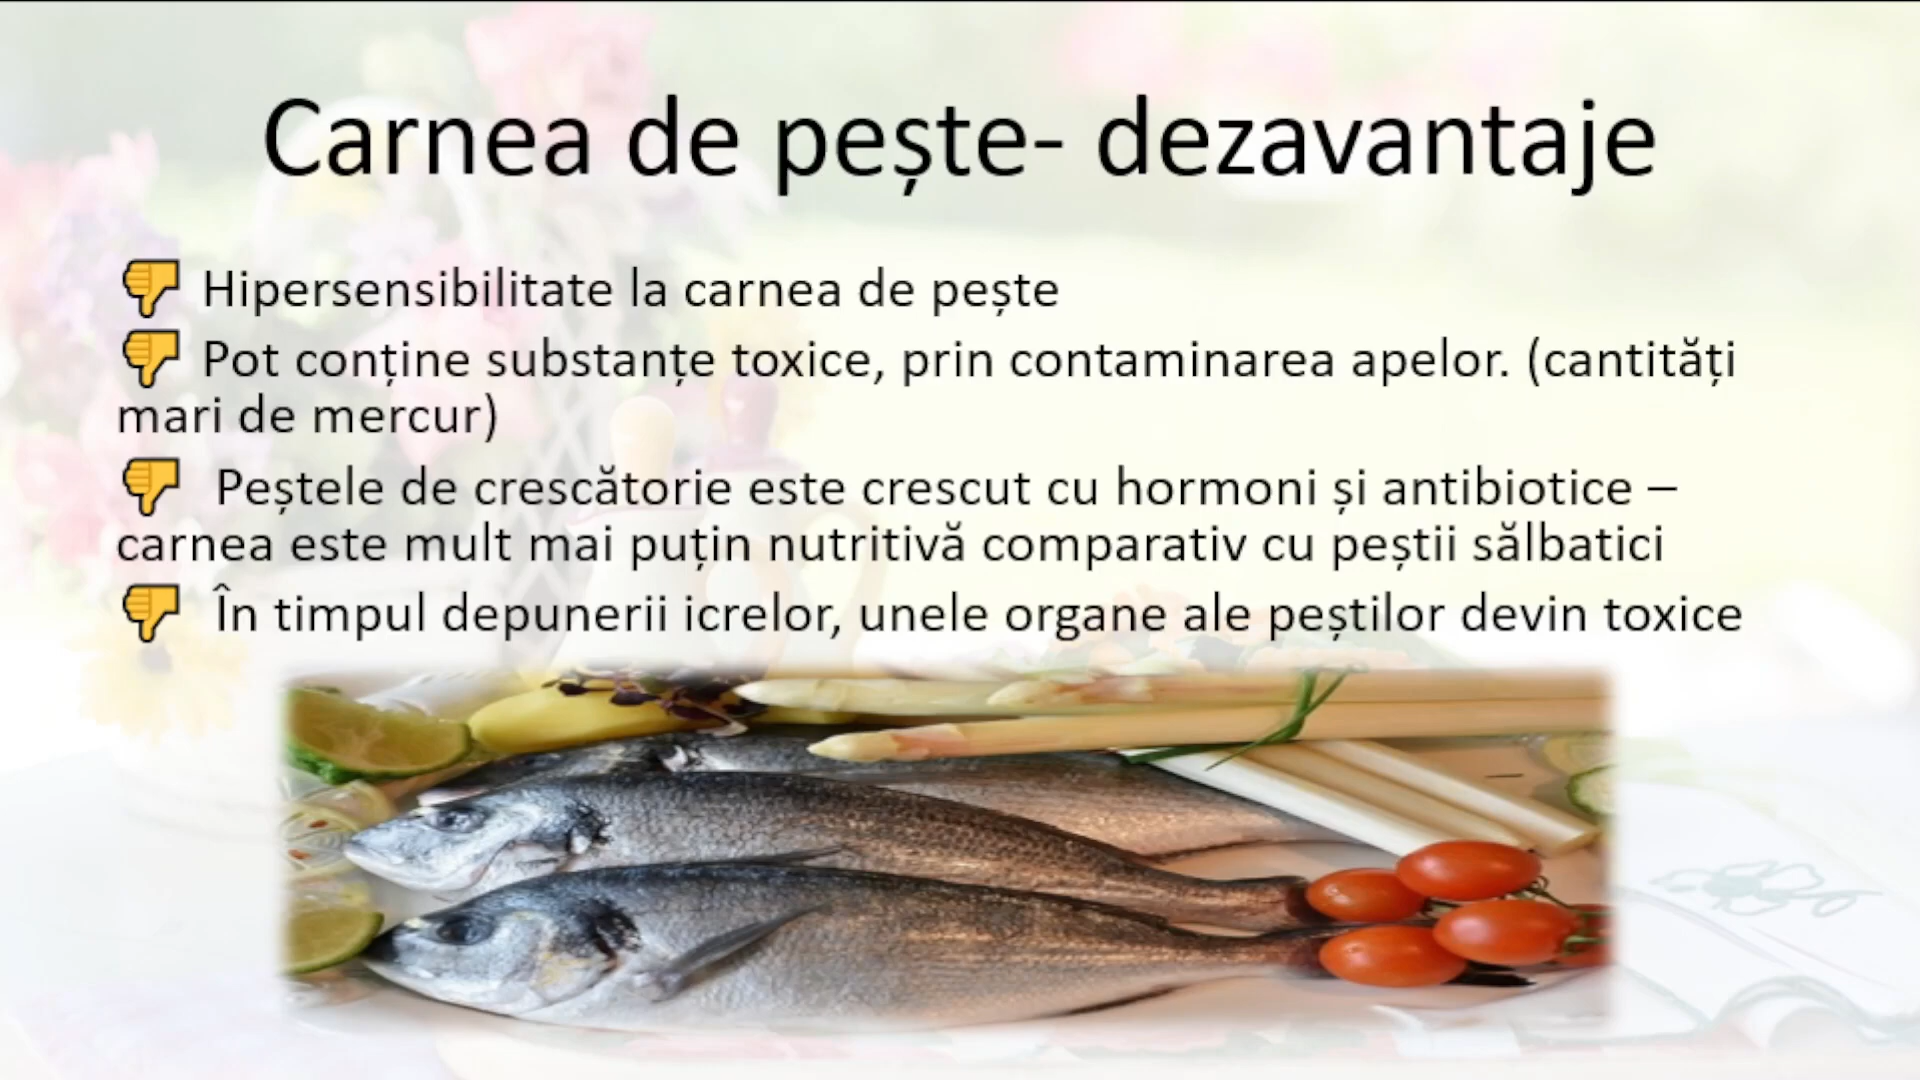 Carnea de pește- dezavantaje
👎 Hipersensibilitate la carnea de pește
👎 Pot conține substanțe toxice, prin contaminarea apelor. (cantități
mari de mercur)
👎 Peștele de crescătorie este crescut cu hormoni și antibiotice –
carnea este mult mai puțin nutritivă comparativ cu peștii sălbatici
👎 În timpul depunerii icrelor, unele organe ale peștilor devin toxice